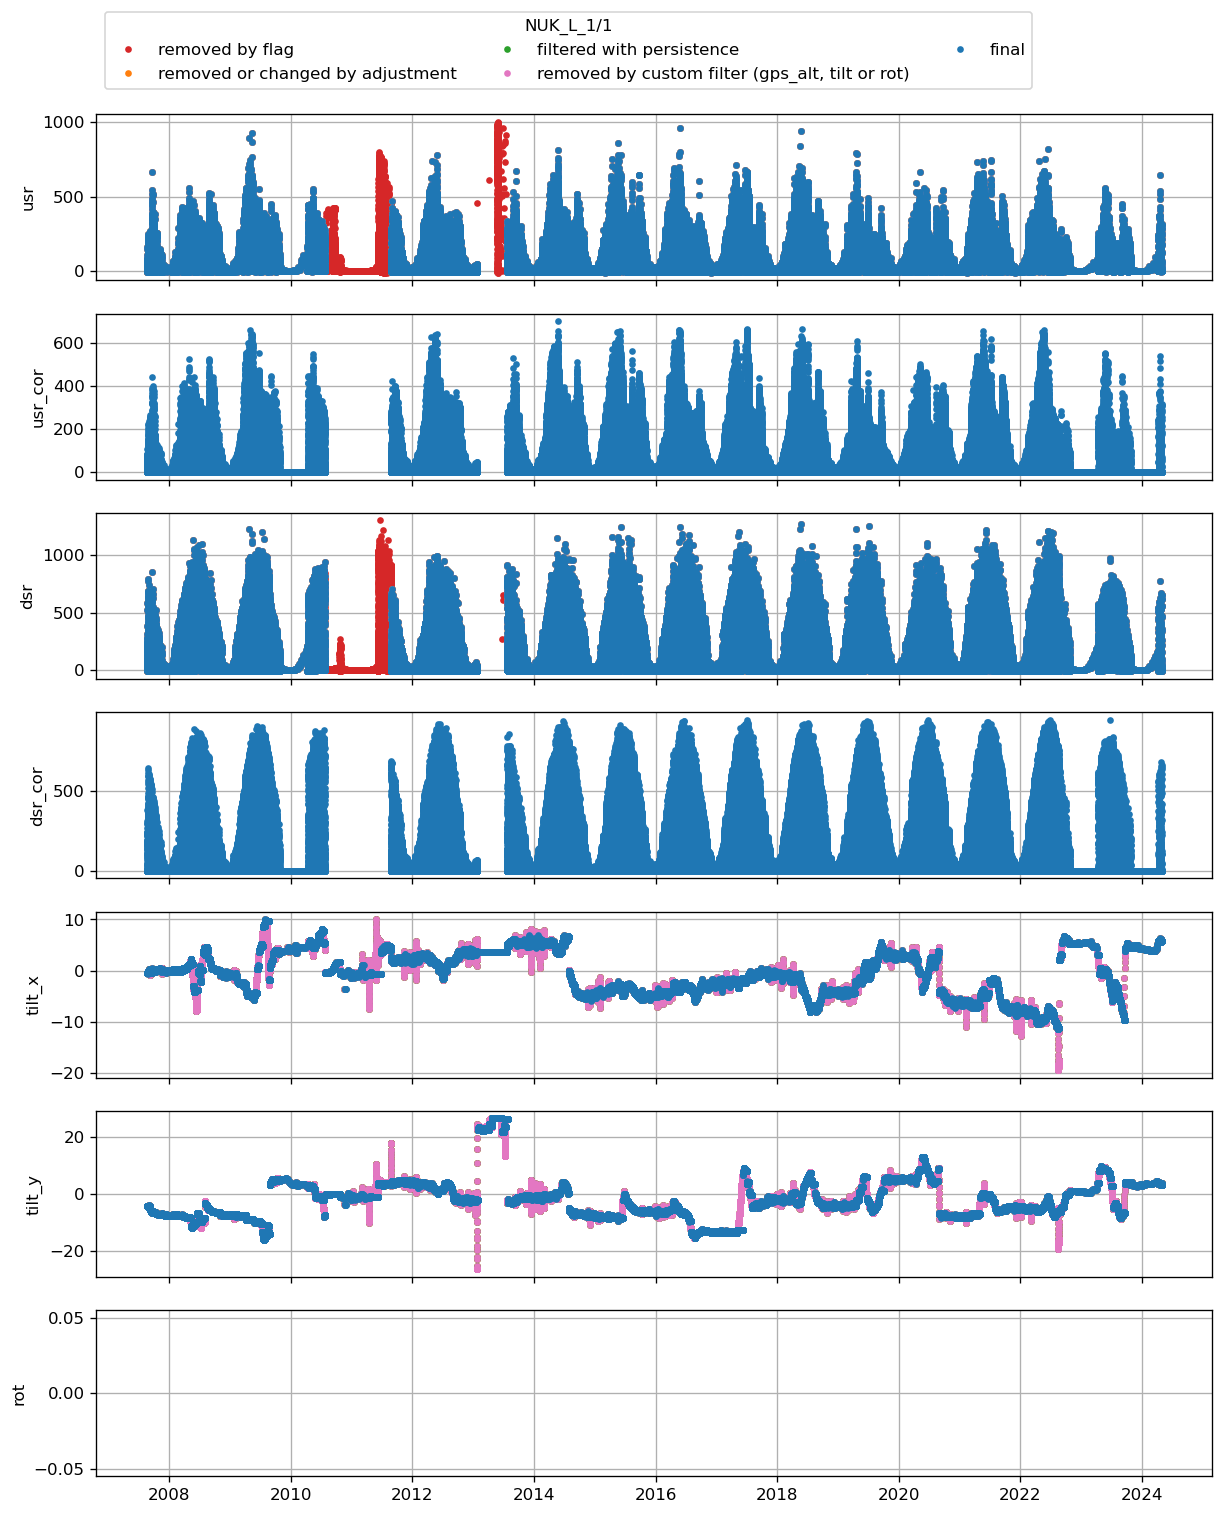 NUK_L_1/1
removed by flag
filtered with persistence
final
removed or changed by adjustment
removed by custom filter (gps_alt, tilt or rot)
1000
500
0
usr
600
400
200
0
usr_cor
1000
500
0
dsr
500
0
dsr_cor
10
0
−10
−20
tilt_x
20
0
−20
tilt_y
0.05
0.00
−0.05
rot
2008 2010 2012 2014 2016 2018 2020 2022 2024